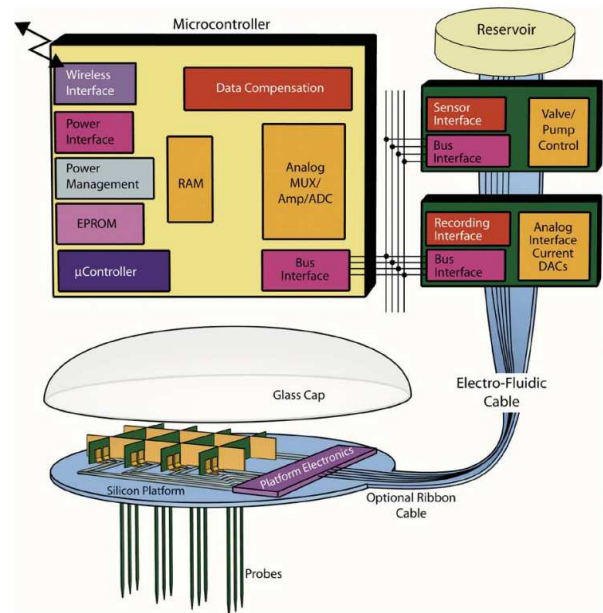 Microcontroller
Reservoir
Wireless
Interface
Data Compensation
Power
Interface
Power
Management
RAM
Analog
MUX/
Amp/ADC
EPROM
µController
Bus
Interface
Sensor
Interface
Bus
Interface
Valve/
Pump
Control
Recording
Interface
Bus
Interface
Analog
Interface
Current
DACs
Electro-Fluidic
Cable
Glass Cap
Platform Electronics
Silicon Platform
Optional Ribbon
Cable
Probes